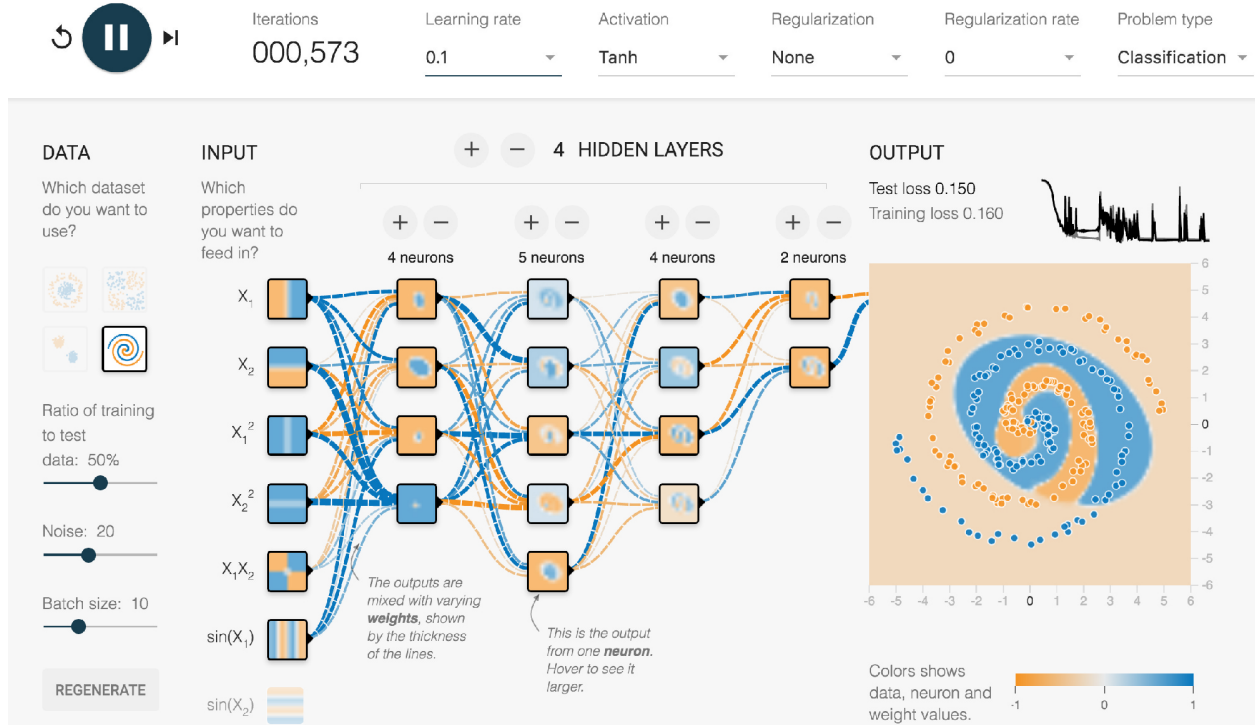 Iterations
000,573
Learning rate
0.1
Activation
Tanh
Regularization
None
Regularization rate
0
Problem type
Classification
DATA
Which dataset
do you want to
use?
Ratio of training
to test
data: 50%
Noise: 20
Batch size: 10
REGENERATE
INPUT
Which
properties do
you want to
feed in?
X₁
X₂
X₁²
X₂²
X₁X₂
sin(X₁)
sin(X₂)
+ − 4 HIDDEN LAYERS
+ − + − + − + −
4 neurons
5 neurons
4 neurons
2 neurons
The outputs are
mixed with varying
weights, shown
by the thickness
of the lines.
This is the output
from one neuron.
Hover to see it
larger.
OUTPUT
Test loss 0.150
Training loss 0.160
6
5
4
3
2
1
0
-1
-2
-3
-4
-5
-6
-6 -5 -4 -3 -2 -1 0 1 2 3 4 5 6
Colors shows
data, neuron and
weight values.
-1 0 1